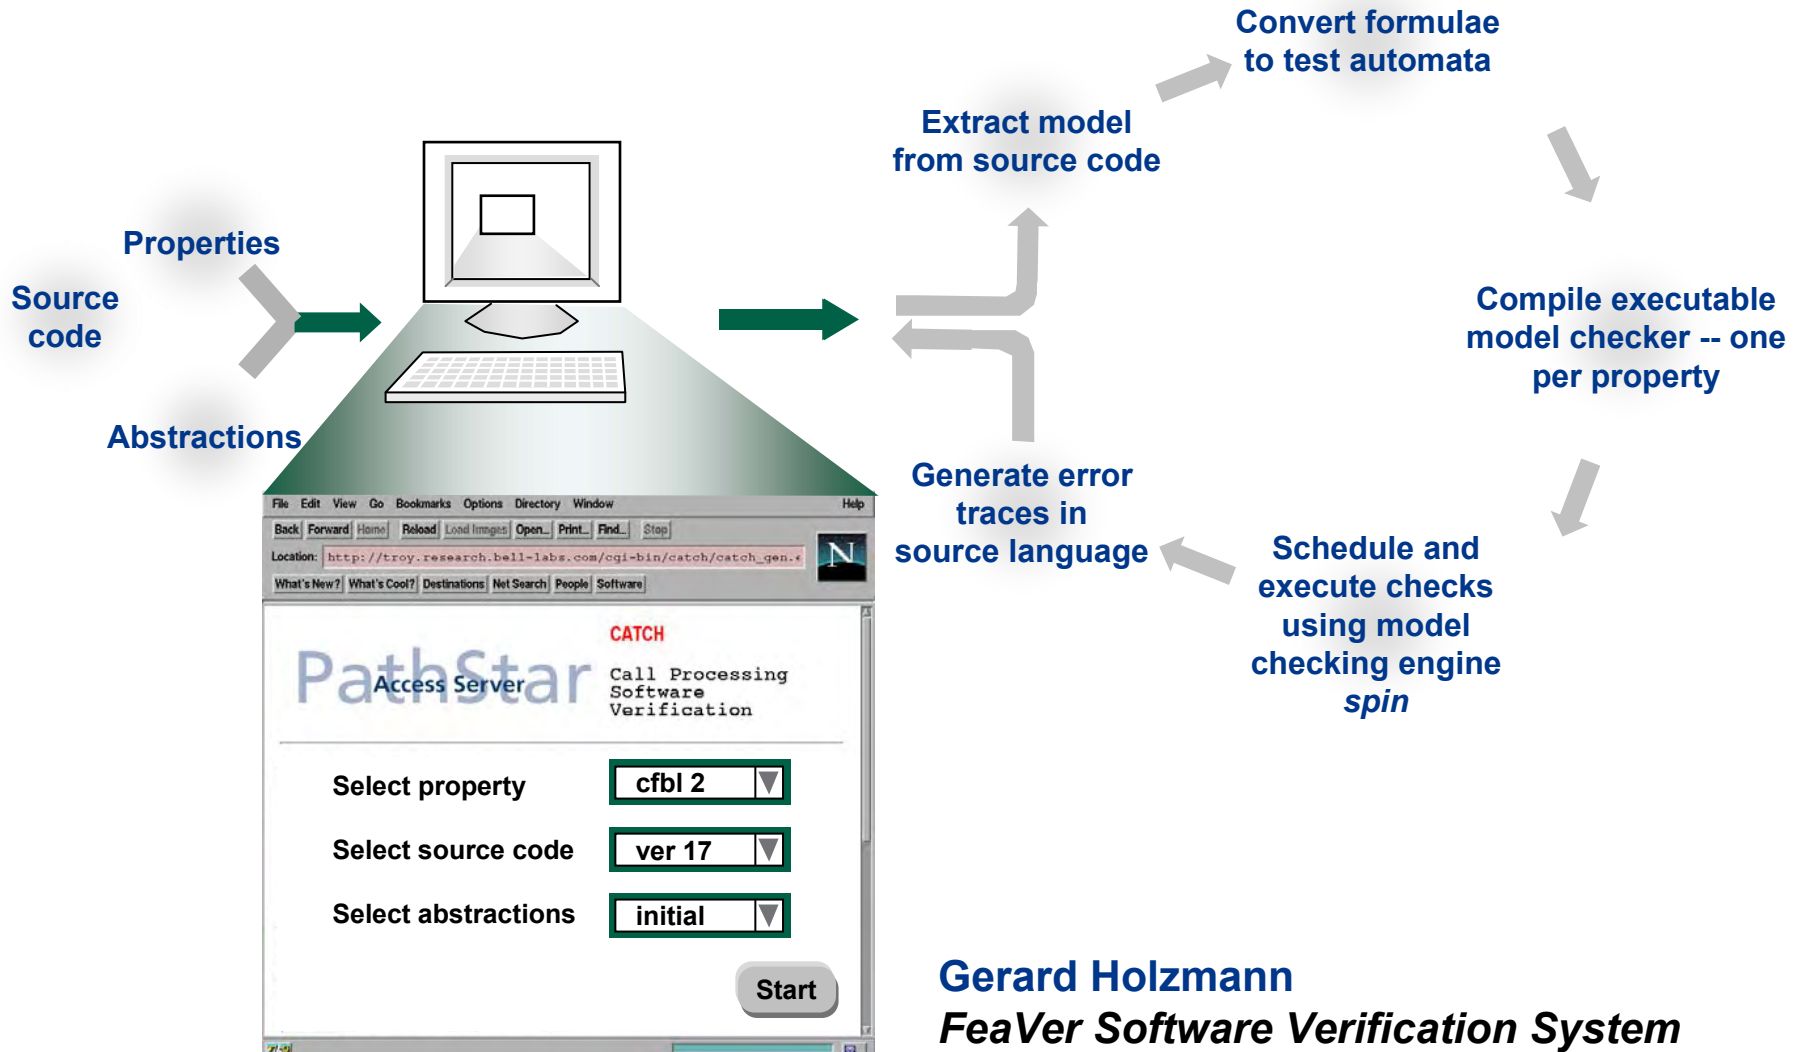 Convert formulae
to test automata
Extract model
from source code
Properties
Source
code
Abstractions
Compile executable
model checker -- one
per property
Generate error
traces in
source language
Schedule and
execute checks
using model
checking engine
spin
File Edit View Go Bookmarks Options Directory Window Help
Back Forward Home Reload Load Images Open... Print... Find... Stop
Location: http://troy.research.bell-labs.com/cgi-bin/catch/catch_gen.
N
What's New? What's Cool? Destinations Net Search People Software
CATCH
PathStar
Access Server
Call Processing
Software
Verification
Select property cfbl 2
Select source code ver 17
Select abstractions initial
Start
Gerard Holzmann
FeaVer Software Verification System